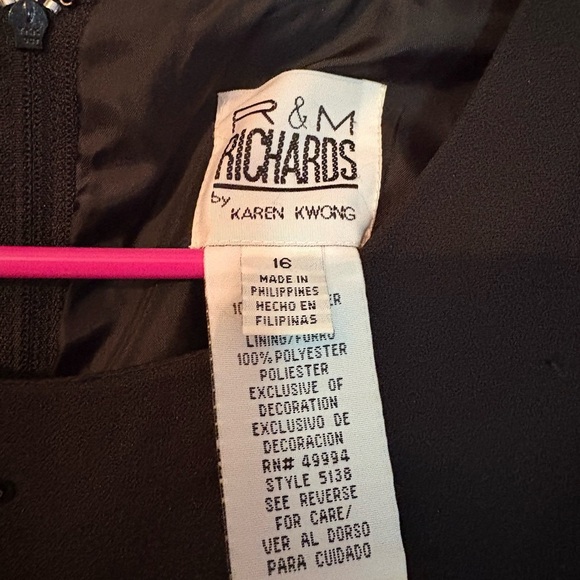 R & M
RICHARDS
by
KAREN KWONG
16
MADE IN
PHILIPPINES
HECHO EN
FILIPINAS
LINING/FORRO
100% POLYESTER
POLIESTER
EXCLUSIVE OF
DECORATION
EXCLUSIVO DE
DECORACION
RN# 49994
STYLE 5138
SEE REVERSE
FOR CARE/
VER AL DORSO
PARA CUIDADO